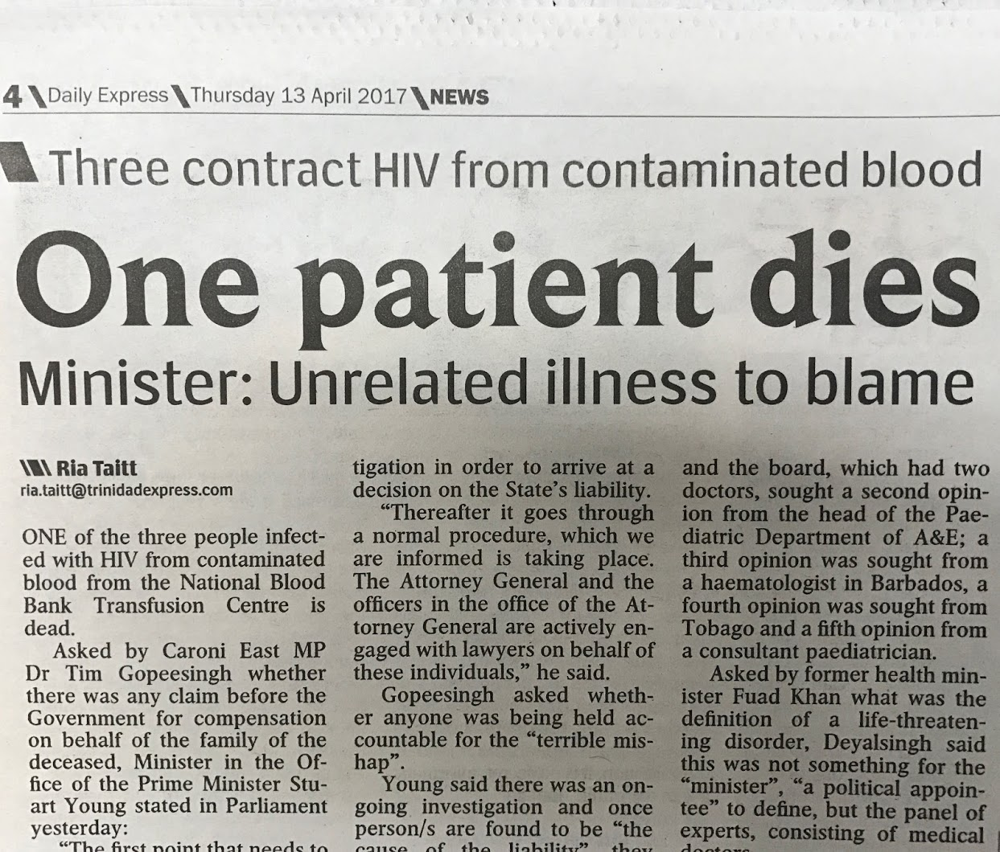 4 Daily Express Thursday 13 April 2017 NEWS
Three contract HIV from contaminated blood
One patient dies
Minister: Unrelated illness to blame
Ria Taitt
ria.taitt@trinidadexpress.com
ONE of the three people infect-
ed with HIV from contaminated
blood from the National Blood
Bank Transfusion Centre is
dead.
Asked by Caroni East MP
Dr Tim Gopeesingh whether
there was any claim before the
Government for compensation
on behalf of the family of the
deceased, Minister in the Of-
fice of the Prime Minister Stu-
art Young stated in Parliament
yesterday:
“The first point that needs to
tigation in order to arrive at a
decision on the State’s liability.
“Thereafter it goes through
a normal procedure, which we
are informed is taking place.
The Attorney General and the
officers in the office of the At-
torney General are actively en-
gaged with lawyers on behalf of
these individuals,” he said.
Gopeesingh asked wheth-
er anyone was being held ac-
countable for the “terrible mis-
hap”.
Young said there was an on-
going investigation and once
person/s are found to be “the
cause of the liability” they
and the board, which had two
doctors, sought a second opin-
ion from the head of the Pae-
diatric Department of A&E; a
third opinion was sought from
a haematologist in Barbados, a
fourth opinion was sought from
Tobago and a fifth opinion from
a consultant paediatrician.
Asked by former health min-
ister Fuad Khan what was the
definition of a life-threaten-
ing disorder, Deyalsingh said
this was not something for the
“minister”, “a political appoin-
tee” to define, but the panel of
experts, consisting of medical
doctors